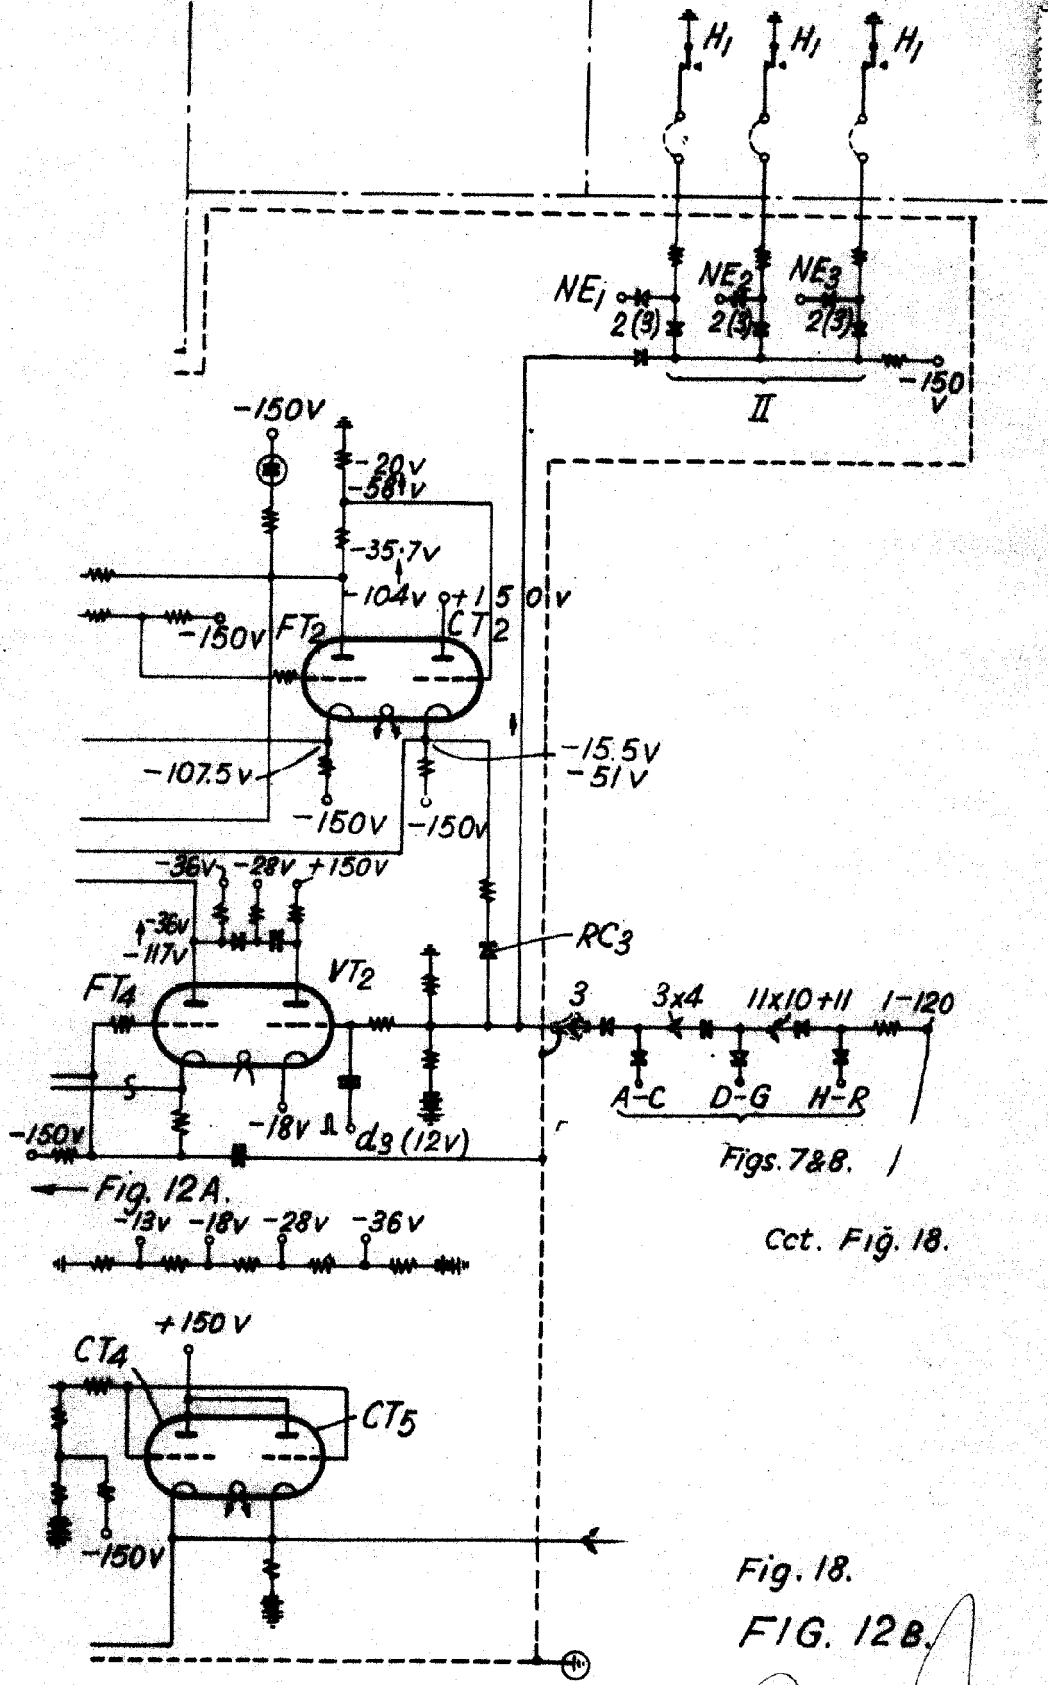 H1 H1 H1
NE1 NE2 NE3
2(3) 2(3) 2(3)
-150
v
II
-150V
-20v
-58v
-35.7v
-104v
+150v
-150v
FT2
CT2
-107.5v
-15.5v
-51v
-150v
-150v
-36v -28v +150v
-36v
-117v
RC3
FT4
VT2
3 3x4 11x10+11 1-120
A-C D-G H-R
-18v
d3 (12v)
-150v
Figs. 7&8.
Fig. 12A.
-13v -18v -28v -36v
Cct. Fig. 18.
+150v
CT4
CT5
-150v
Fig. 18.
FIG. 12B.